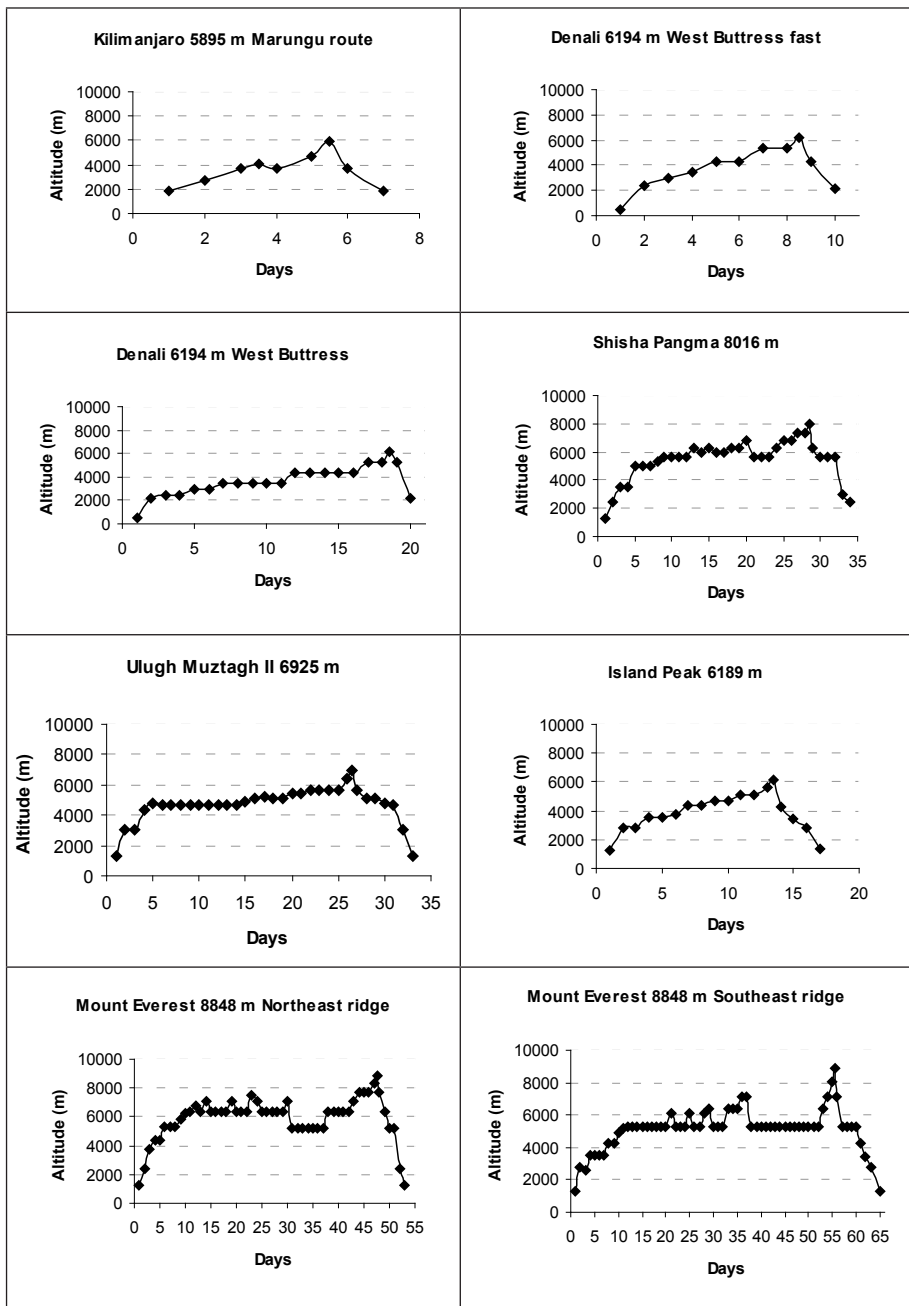 Kilimanjaro 5895 m Marungu route
Altitude (m)
10000
8000
6000
4000
2000
0
0 2 4 6 8
Days
Denali 6194 m West Buttress fast
Altitude (m)
10000
8000
6000
4000
2000
0
0 2 4 6 8 10
Days
Denali 6194 m West Buttress
Altitude (m)
10000
8000
6000
4000
2000
0
0 5 10 15 20
Days
Shisha Pangma 8016 m
Altitude (m)
10000
8000
6000
4000
2000
0
0 5 10 15 20 25 30 35
Days
Ulugh Muztagh II 6925 m
Altitude (m)
10000
8000
6000
4000
2000
0
0 5 10 15 20 25 30 35
Days
Island Peak 6189 m
Altitude (m)
10000
8000
6000
4000
2000
0
0 5 10 15 20
Days
Mount Everest 8848 m Northeast ridge
Altitude (m)
10000
8000
6000
4000
2000
0
0 5 10 15 20 25 30 35 40 45 50 55
Days
Mount Everest 8848 m Southeast ridge
Altitude (m)
10000
8000
6000
4000
2000
0
0 5 10 15 20 25 30 35 40 45 50 55 60 65
Days